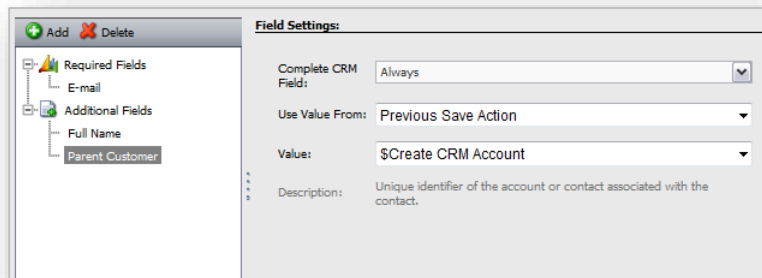 Add Delete
Required Fields
E-mail
Additional Fields
Full Name
Parent Customer
Field Settings:
Complete CRM
Field:
Always
Use Value From:
Previous Save Action
Value:
$Create CRM Account
Description:
Unique identifier of the account or contact associated with the
contact.